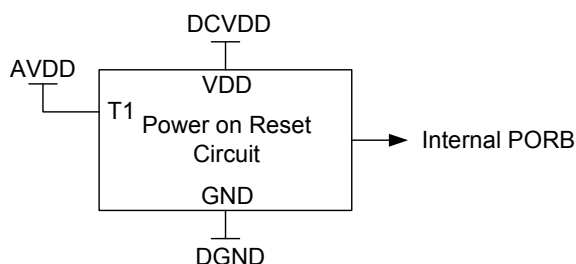 DCVDD
AVDD
VDD
T1
Power on Reset
Circuit
Internal PORB
GND
DGND